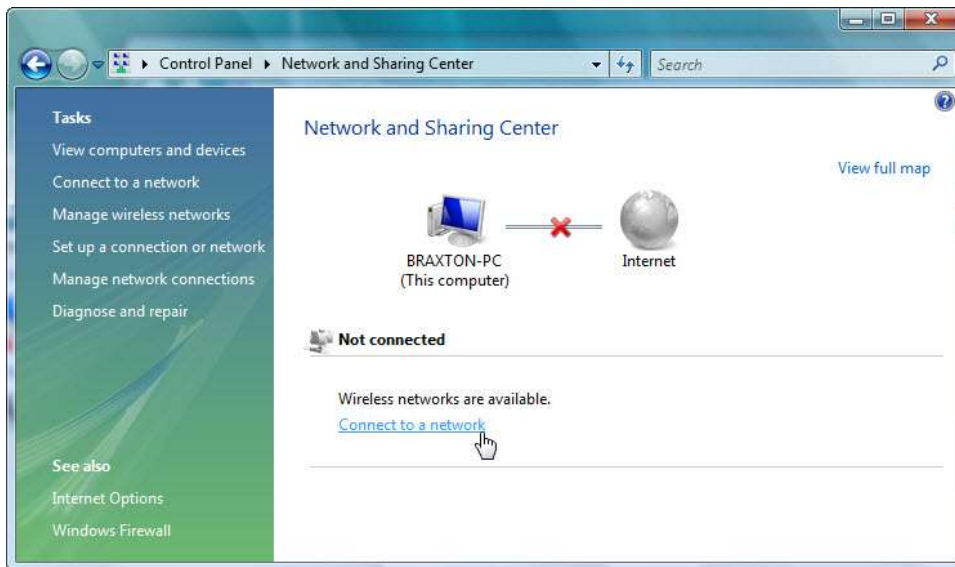 Control Panel Network and Sharing Center
Search
Tasks
View computers and devices
Connect to a network
Manage wireless networks
Set up a connection or network
Manage network connections
Diagnose and repair
See also
Internet Options
Windows Firewall
Network and Sharing Center
View full map
BRAXTON-PC
(This computer)
Internet
Not connected
Wireless networks are available.
Connect to a network